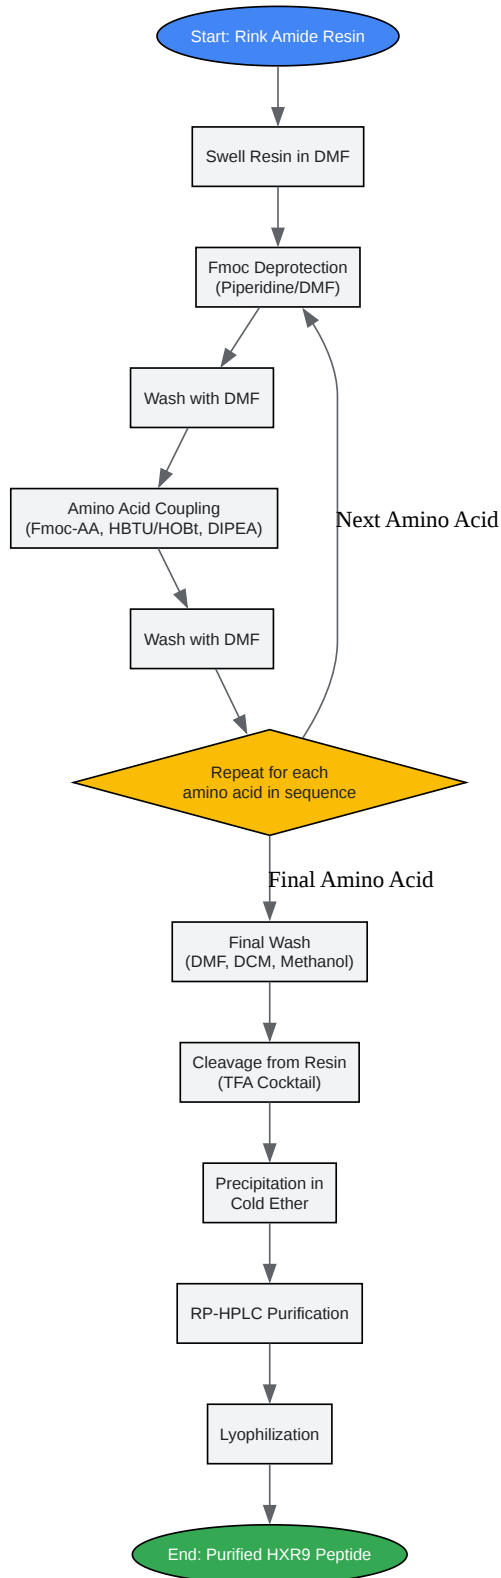 Start: Rink Amide Resin
Swell Resin in DMF
Fmoc Deprotection
(Piperidine/DMF)
Wash with DMF
Amino Acid Coupling
(Fmoc-AA, HBTU/HOBt, DIPEA)
Next Amino Acid
Wash with DMF
Repeat for each
amino acid in sequence
Final Amino Acid
Final Wash
(DMF, DCM, Methanol)
Cleavage from Resin
(TFA Cocktail)
Precipitation in
Cold Ether
RP-HPLC Purification
Lyophilization
End: Purified HXR9 Peptide